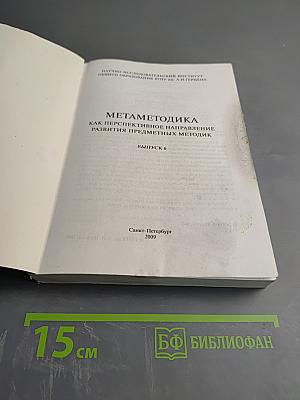 НАУЧНО-ИССЛЕДОВАТЕЛЬСКИЙ ИНСТИТУТ
ОБЩЕГО ОБРАЗОВАНИЯ РГПУ им. А.И.ГЕРЦЕНА
МЕТАМЕТОДИКА
КАК ПЕРСПЕКТИВНОЕ НАПРАВЛЕНИЕ
РАЗВИТИЯ ПРЕДМЕТНЫХ МЕТОДИК
ВЫПУСК 6
Санкт-Петербург
2009
15 см
БФ БИБЛИОФАН